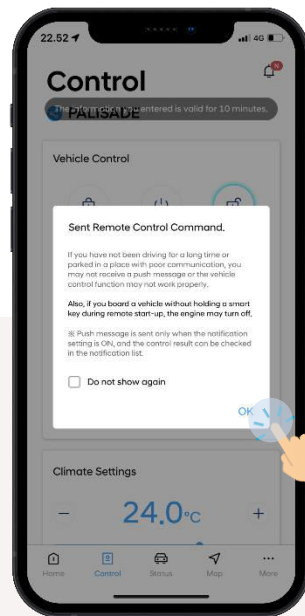 22.52
4G
Control
N
The information you entered is valid for 10 minutes.
PALISADE
Vehicle Control
Sent Remote Control Command.
If you have not been driving for a long time or
parked in a place with poor communication, you
may not receive a push message or the vehicle
control function may not work properly.
Also, if you board a vehicle without holding a smart
key during remote start-up, the engine may turn off.
※ Push message is sent only when the notification
setting is ON, and the control result can be checked
in the notification list.
Do not show again
OK
Climate Settings
− 24.0°C +
Home Control Status Map More